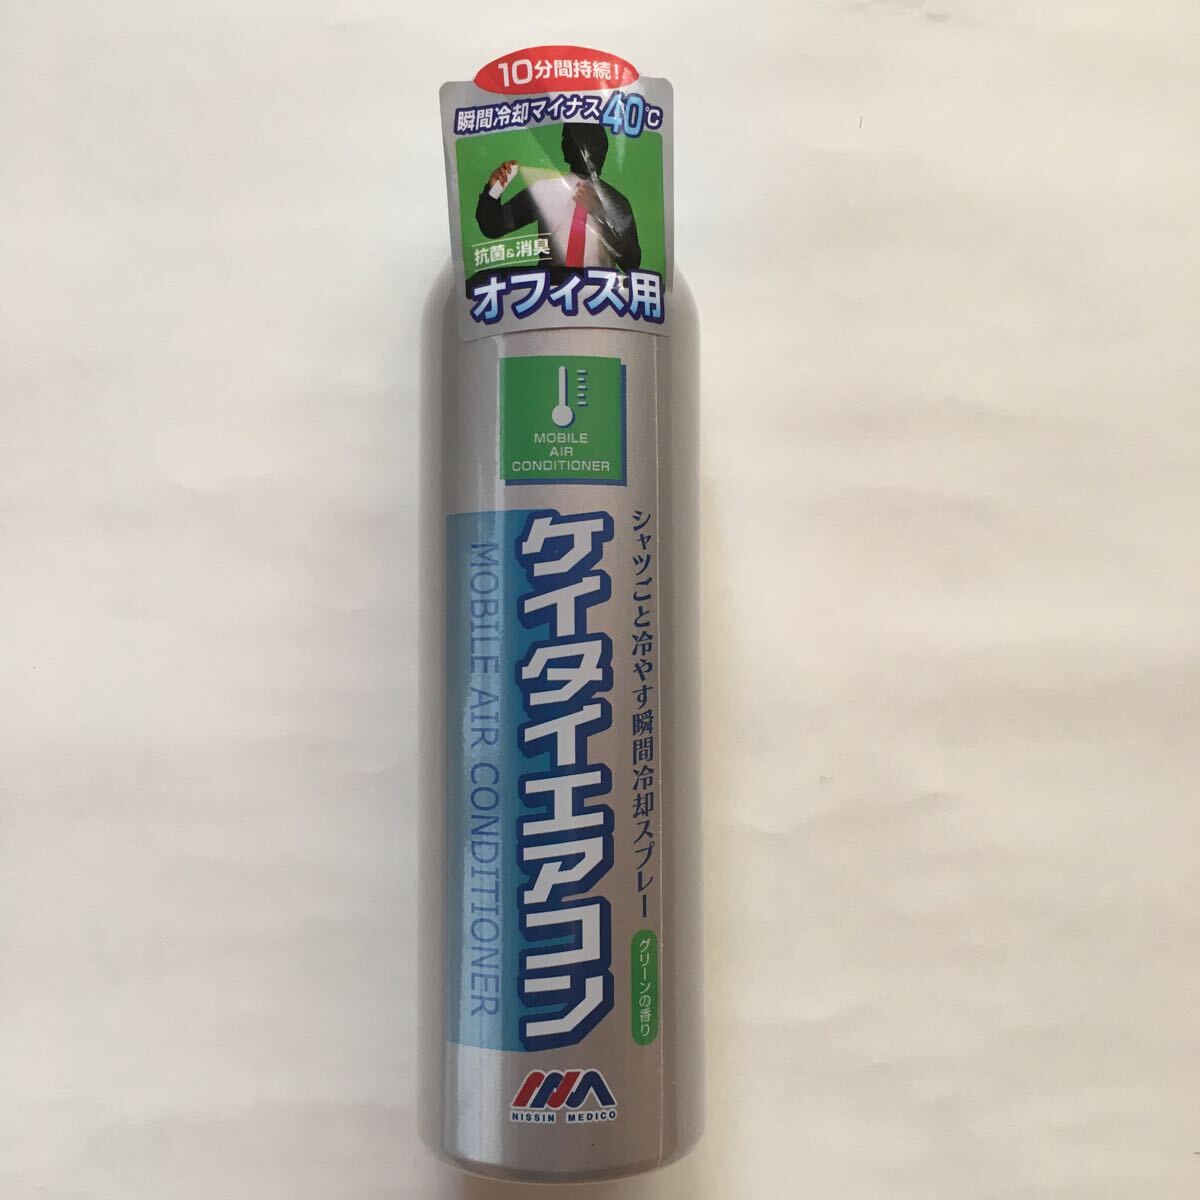 10分間持続!
瞬間冷却マイナス40℃
抗菌&消臭
オフィス用
MOBILE
AIR
CONDITIONER
シャツごと冷やす瞬間冷却スプレー
グリーンの香り
ケイタイエアコン
MOBILE AIR CONDITIONER
NISSIN MEDICO